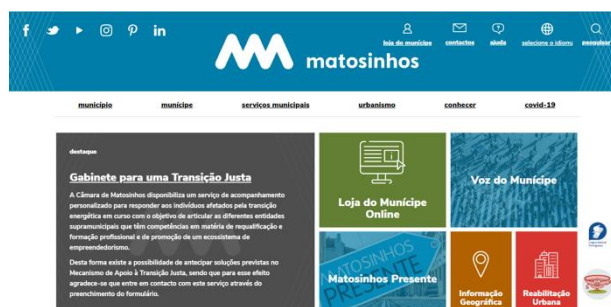 loja do munícipe contactos ajuda selecione o idioma pesquisar
matosinhos
município munícipe serviços municipais urbanismo conhecer covid-19
destaque
Gabinete para uma Transição Justa
A Câmara de Matosinhos disponibiliza um serviço de acompanhamento
personalizado para responder aos indivíduos afetados pela transição
energética em curso com o objetivo de articular as diferentes entidades
supramunicipais que têm competências em matéria de requalificação e
formação profissional e de promoção de um ecossistema de
empreendedorismo.
Desta forma existe a possibilidade de antecipar soluções previstas no
Mecanismo de Apoio à Transição Justa, sendo que para esse efeito
agradece-se que entre em contacto com este serviço através do
preenchimento do formulário.
Loja do Munícipe
Online
Voz do Munícipe
MATOSINHOS
PRESENTE
Matosinhos Presente
Informação
Geográfica
Reabilitação
Urbana